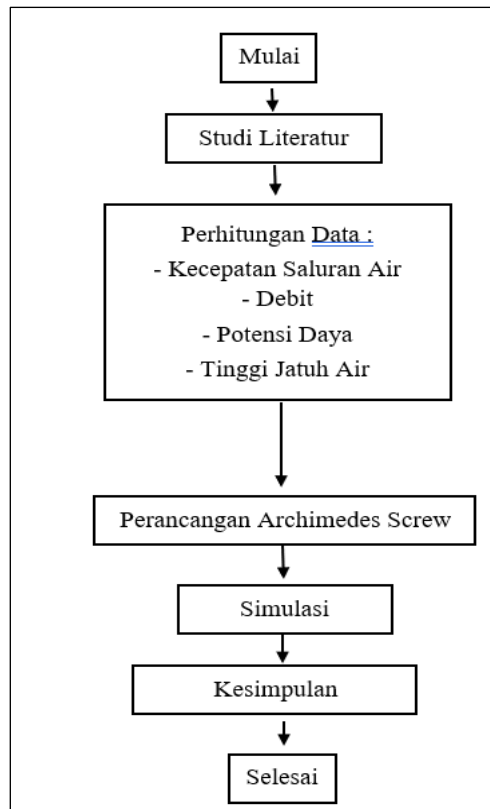 Mulai
Studi Literatur
Perhitungan Data :
- Kecepatan Saluran Air
- Debit
- Potensi Daya
- Tinggi Jatuh Air
Perancangan Archimedes Screw
Simulasi
Kesimpulan
Selesai